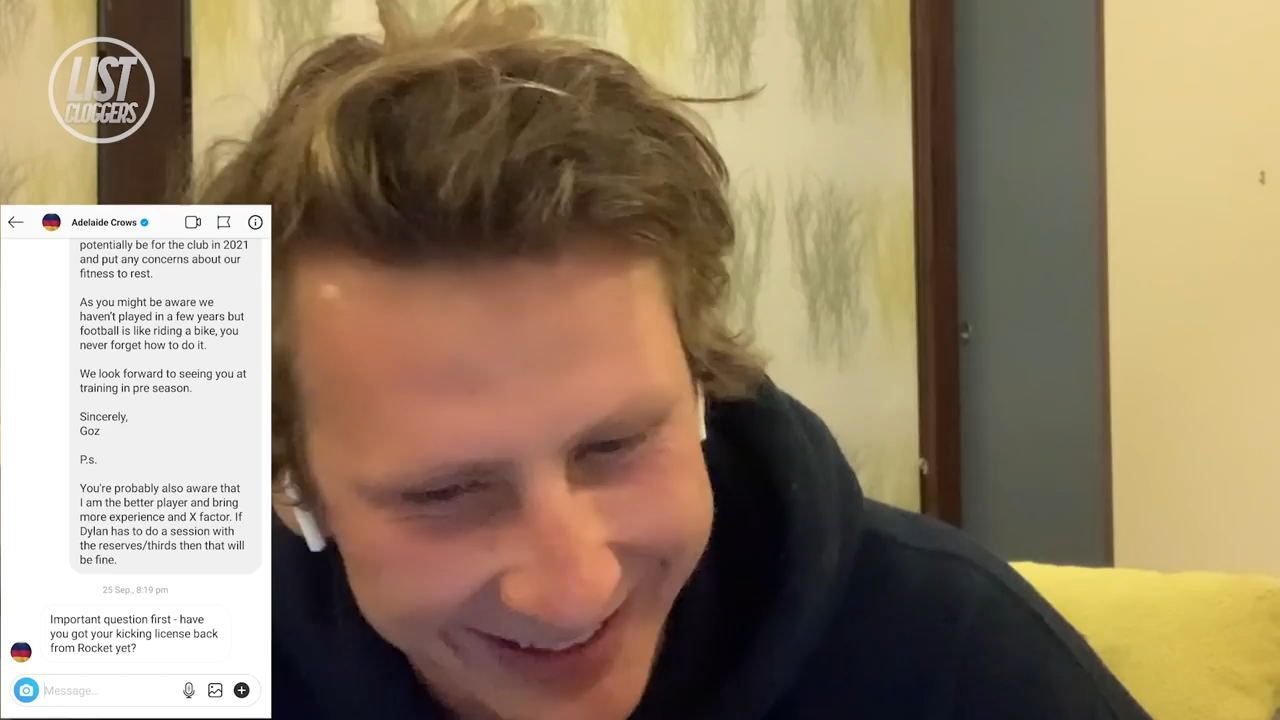 LIST
CLOGGERS
Adelaide Crows
potentially be for the club in 2021
and put any concerns about our
fitness to rest.
As you might be aware we
haven't played in a few years but
football is like riding a bike, you
never forget how to do it.
We look forward to seeing you at
training in pre season.
Sincerely,
Goz
P.s.
You're probably also aware that
I am the better player and bring
more experience and X factor. If
Dylan has to do a session with
the reserves/thirds then that will
be fine.
25 Sep., 8:19 pm
Important question first - have
you got your kicking license back
from Rocket yet?
Message...